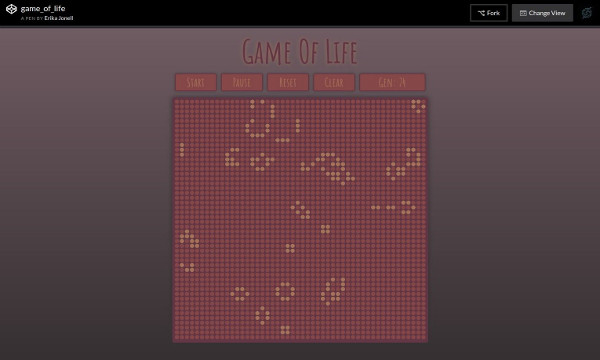 game_of_life
A PEN BY Erika Jonell
Fork
Change View
Game Of Life
Start
Pause
Reset
Clear
Gen: 74